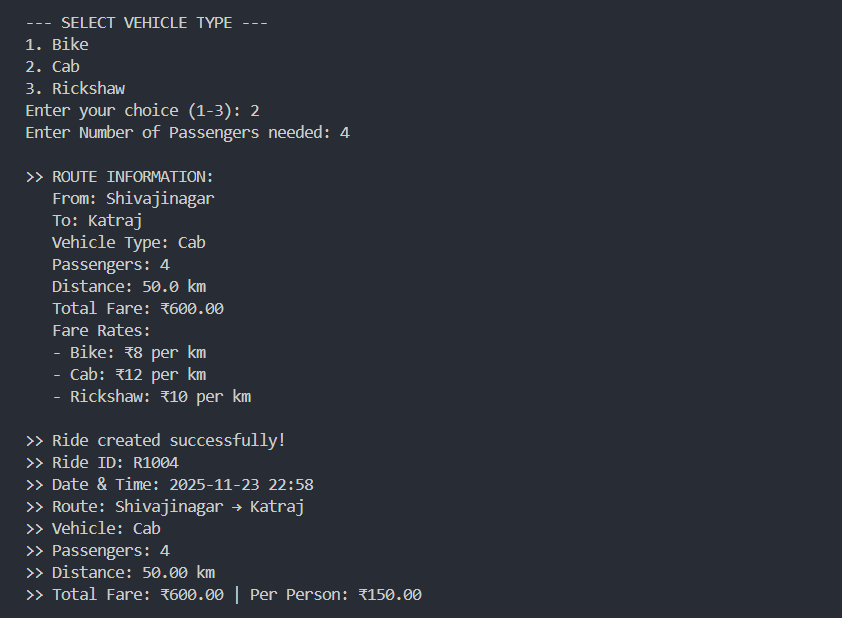 --- SELECT VEHICLE TYPE ---
1. Bike
2. Cab
3. Rickshaw
Enter your choice (1-3): 2
Enter Number of Passengers needed: 4
>> ROUTE INFORMATION:
From: Shivajinagar
To: Katraj
Vehicle Type: Cab
Passengers: 4
Distance: 50.0 km
Total Fare: ₹600.00
Fare Rates:
- Bike: ₹8 per km
- Cab: ₹12 per km
- Rickshaw: ₹10 per km
>> Ride created successfully!
>> Ride ID: R1004
>> Date & Time: 2025-11-23 22:58
>> Route: Shivajinagar → Katraj
>> Vehicle: Cab
>> Passengers: 4
>> Distance: 50.00 km
>> Total Fare: ₹600.00 | Per Person: ₹150.00